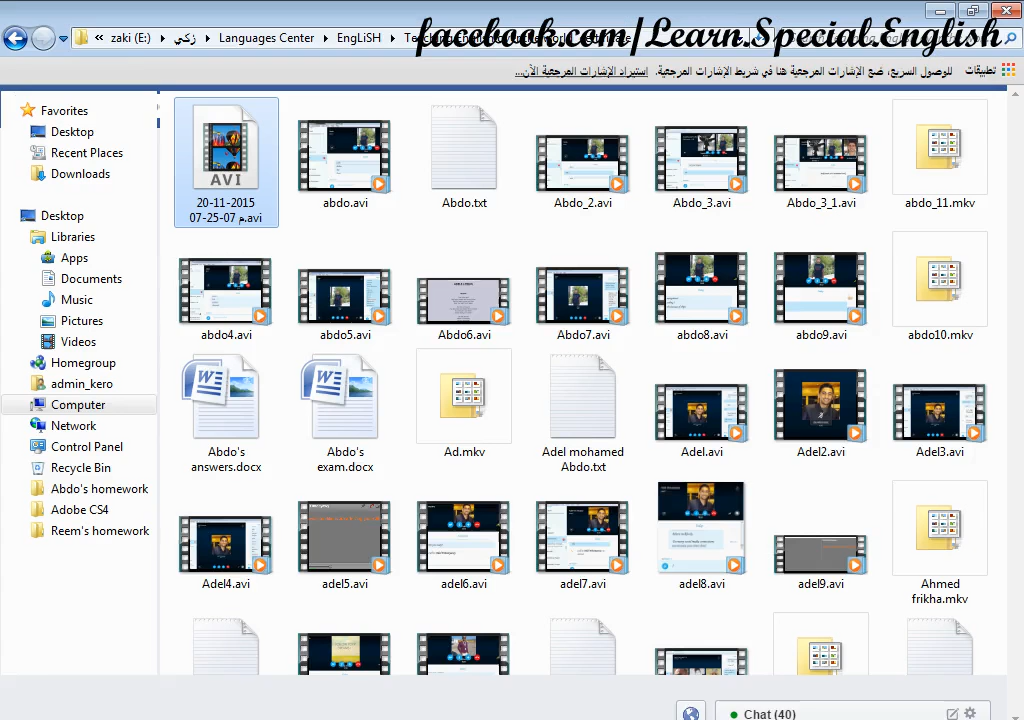 facebook.com/Learn.Special.English
« zaki (E:) ▸ زكي ▸ Languages Center ▸ EngLiSH ▸
تطبيقات للوصول السريع، ضع الإشارات المرجعية هنا في شريط الإشارات المرجعية. استيراد الإشارات المرجعية الآن...
Favorites
Desktop
Recent Places
Downloads
Desktop
Libraries
Apps
Documents
Music
Pictures
Videos
Homegroup
admin_kero
Computer
Network
Control Panel
Recycle Bin
Abdo's homework
Adobe CS4
Reem's homework
AVI
20-11-2015
07-25-07 م.avi
abdo.avi
Abdo.txt
Abdo_2.avi
Abdo_3.avi
Abdo_3_1.avi
abdo_11.mkv
abdo4.avi
abdo5.avi
Abdo6.avi
Abdo7.avi
abdo8.avi
abdo9.avi
abdo10.mkv
Abdo's
answers.docx
Abdo's
exam.docx
Ad.mkv
Adel mohamed
Abdo.txt
Adel.avi
Adel2.avi
Adel3.avi
Adel4.avi
adel5.avi
adel6.avi
adel7.avi
adel8.avi
adel9.avi
Ahmed
frikha.mkv
Chat (40)